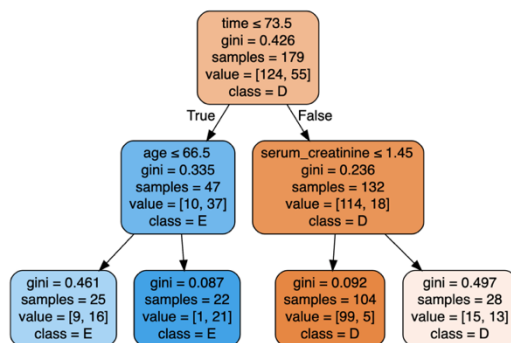 time ≤ 73.5
gini = 0.426
samples = 179
value = [124, 55]
class = D
True
False
age ≤ 66.5
gini = 0.335
samples = 47
value = [10, 37]
class = E
serum_creatinine ≤ 1.45
gini = 0.236
samples = 132
value = [114, 18]
class = D
gini = 0.461
samples = 25
value = [9, 16]
class = E
gini = 0.087
samples = 22
value = [1, 21]
class = E
gini = 0.092
samples = 104
value = [99, 5]
class = D
gini = 0.497
samples = 28
value = [15, 13]
class = D